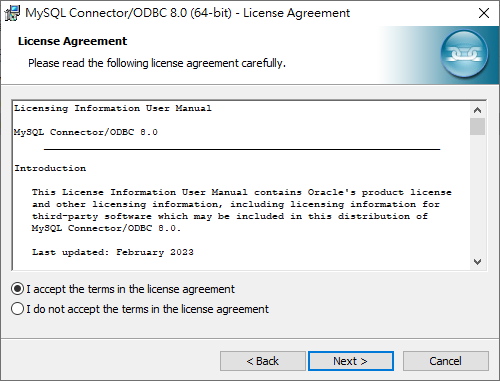 MySQL Connector/ODBC 8.0 (64-bit) - License Agreement
License Agreement
Please read the following license agreement carefully.
Licensing Information User Manual
MySQL Connector/ODBC 8.0
Introduction
This License Information User Manual contains Oracle's product license
and other licensing information, including licensing information for
third-party software which may be included in this distribution of
MySQL Connector/ODBC 8.0.
Last updated: February 2023
I accept the terms in the license agreement
I do not accept the terms in the license agreement
< Back
Next >
Cancel